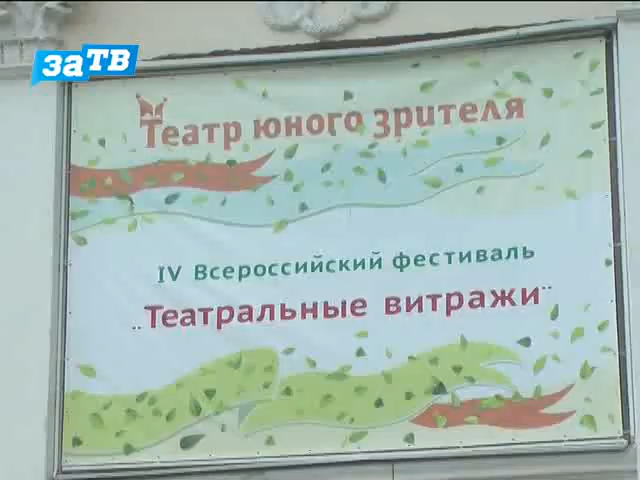 заТВ
Театр юного зрителя
IV Всероссийский фестиваль
„Театральные витражи"